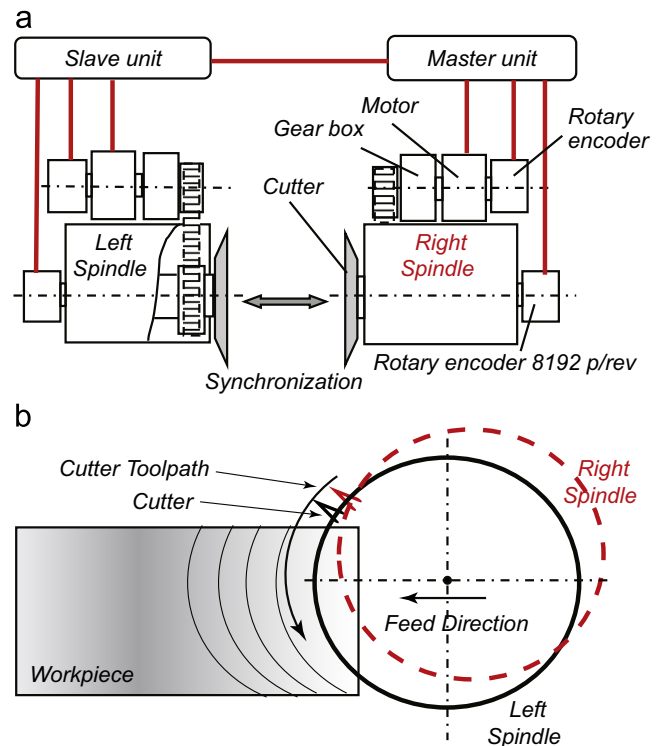 a
Slave unit
Master unit
Motor
Gear box
Rotary
encoder
Cutter
Left
Spindle
Right
Spindle
Rotary encoder 8192 p/rev
Synchronization
b
Cutter Toolpath
Cutter
Right
Spindle
Feed Direction
Workpiece
Left
Spindle